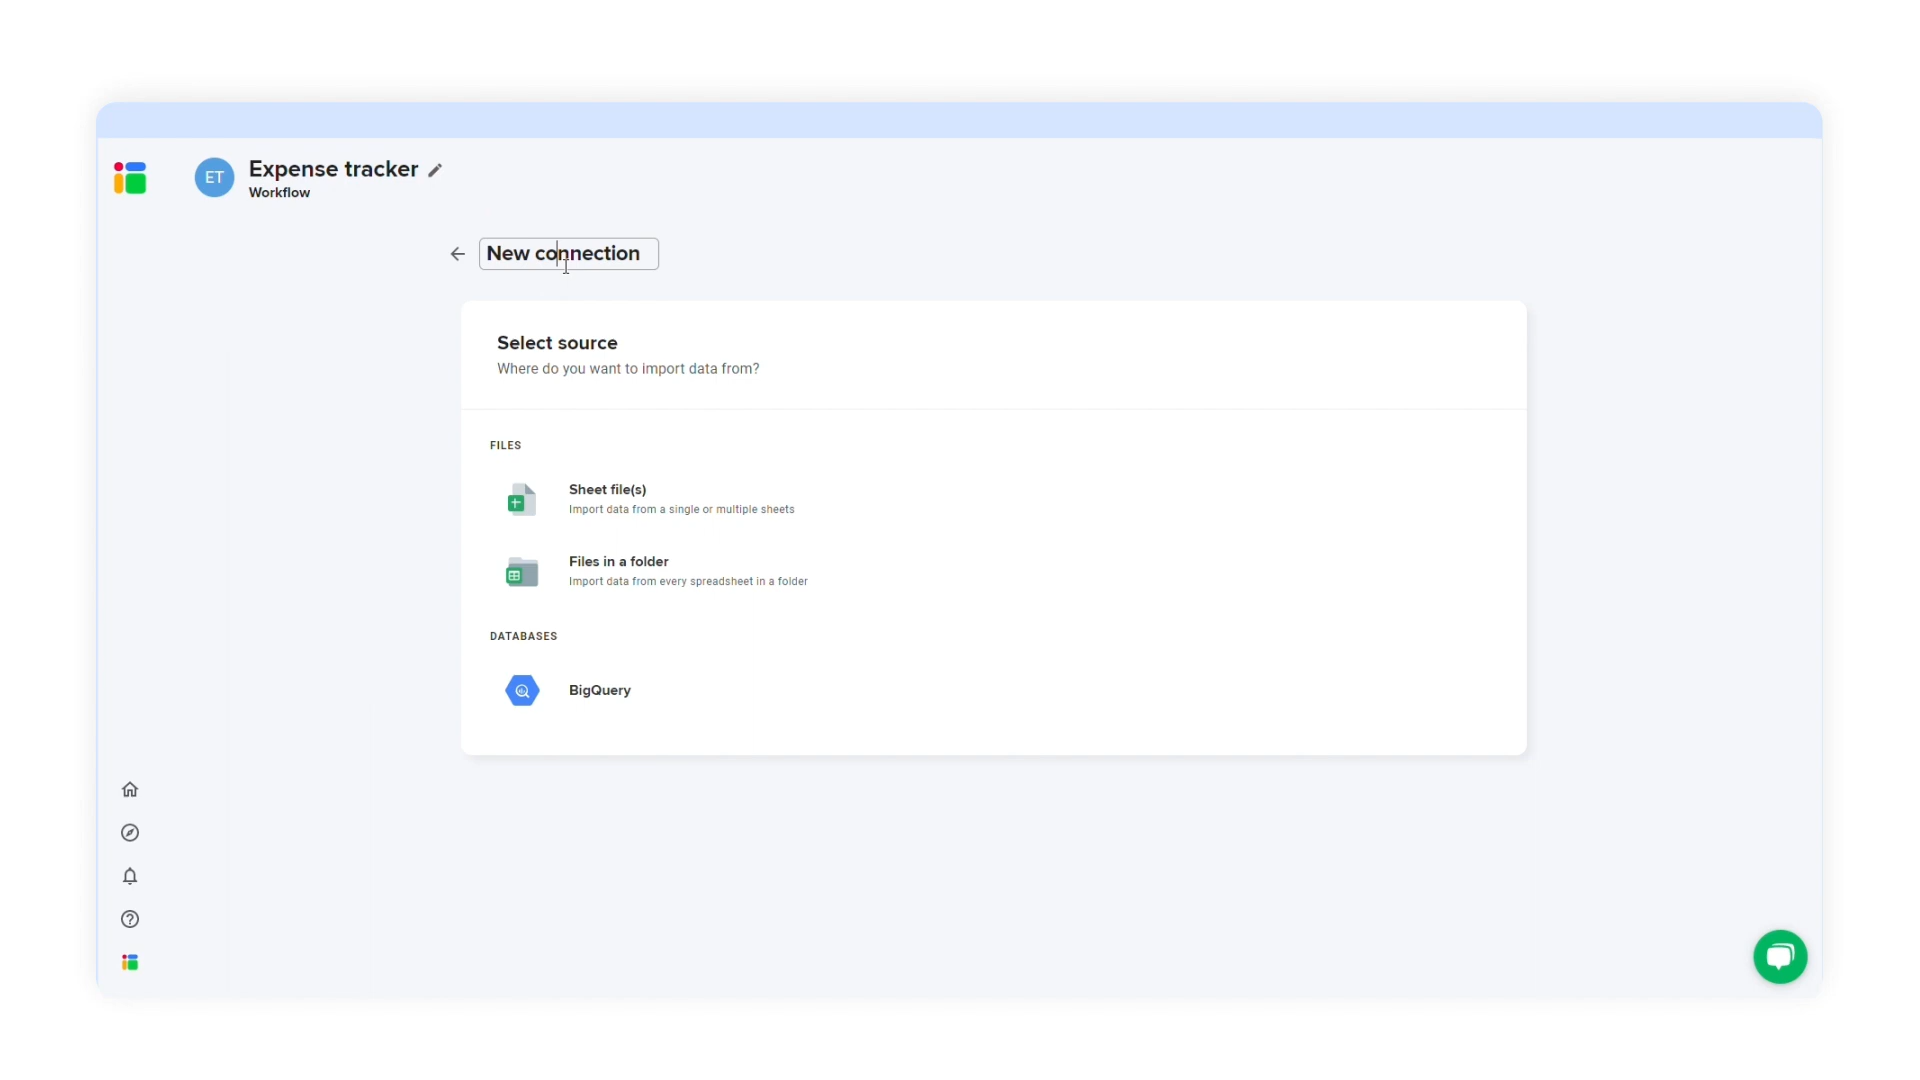 ET
Expense tracker
Workflow
New connection
Select source
Where do you want to import data from?
FILES
Sheet file(s)
Import data from a single or multiple sheets
Files in a folder
Import data from every spreadsheet in a folder
DATABASES
BigQuery